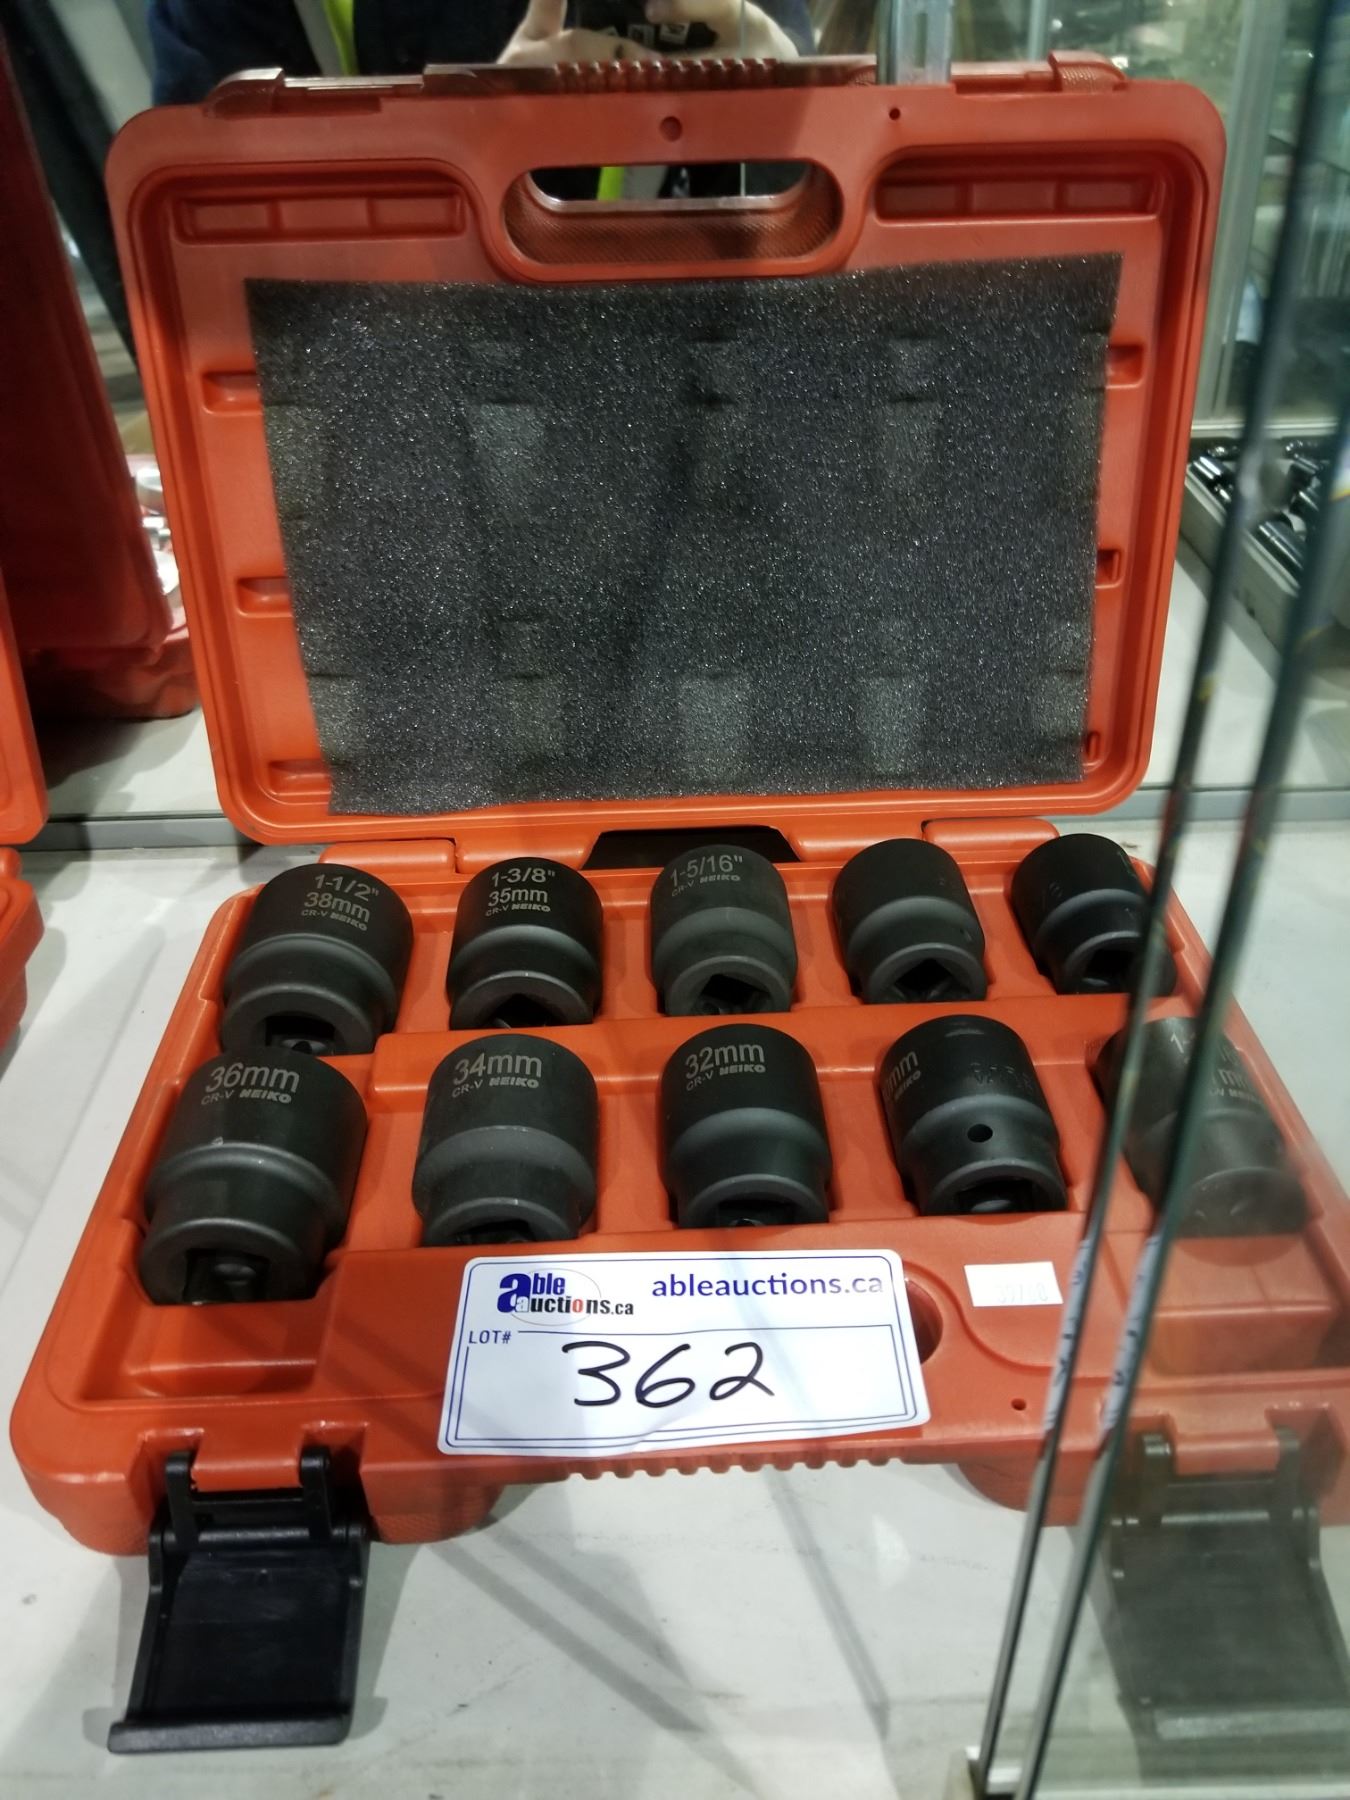 1-1/2"
38mm
CR-V NEIKO
1-3/8"
35mm
CR-V NEIKO
1-5/16"
CR-V NEIKO
36mm
CR-V NEIKO
34mm
CR-V NEIKO
32mm
CR-V NEIKO
NEIKO
able
auctions.ca
ableauctions.ca
LOT#
362